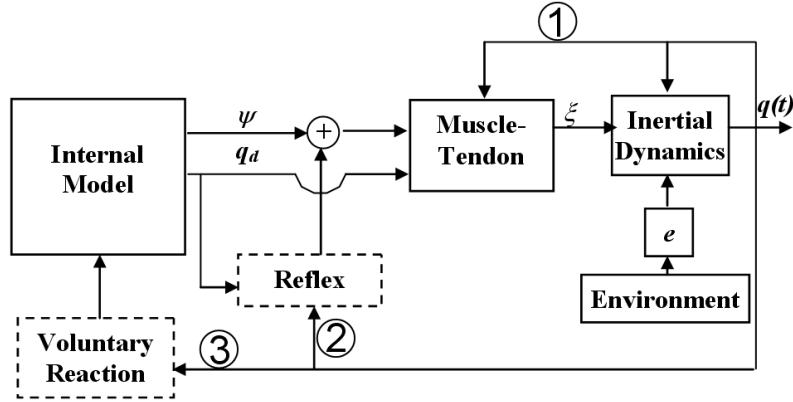 1
Internal
Model
ψ
+
q_d
Muscle-
Tendon
ξ
Inertial
Dynamics
q(t)
e
Environment
Reflex
2
Voluntary
Reaction
3